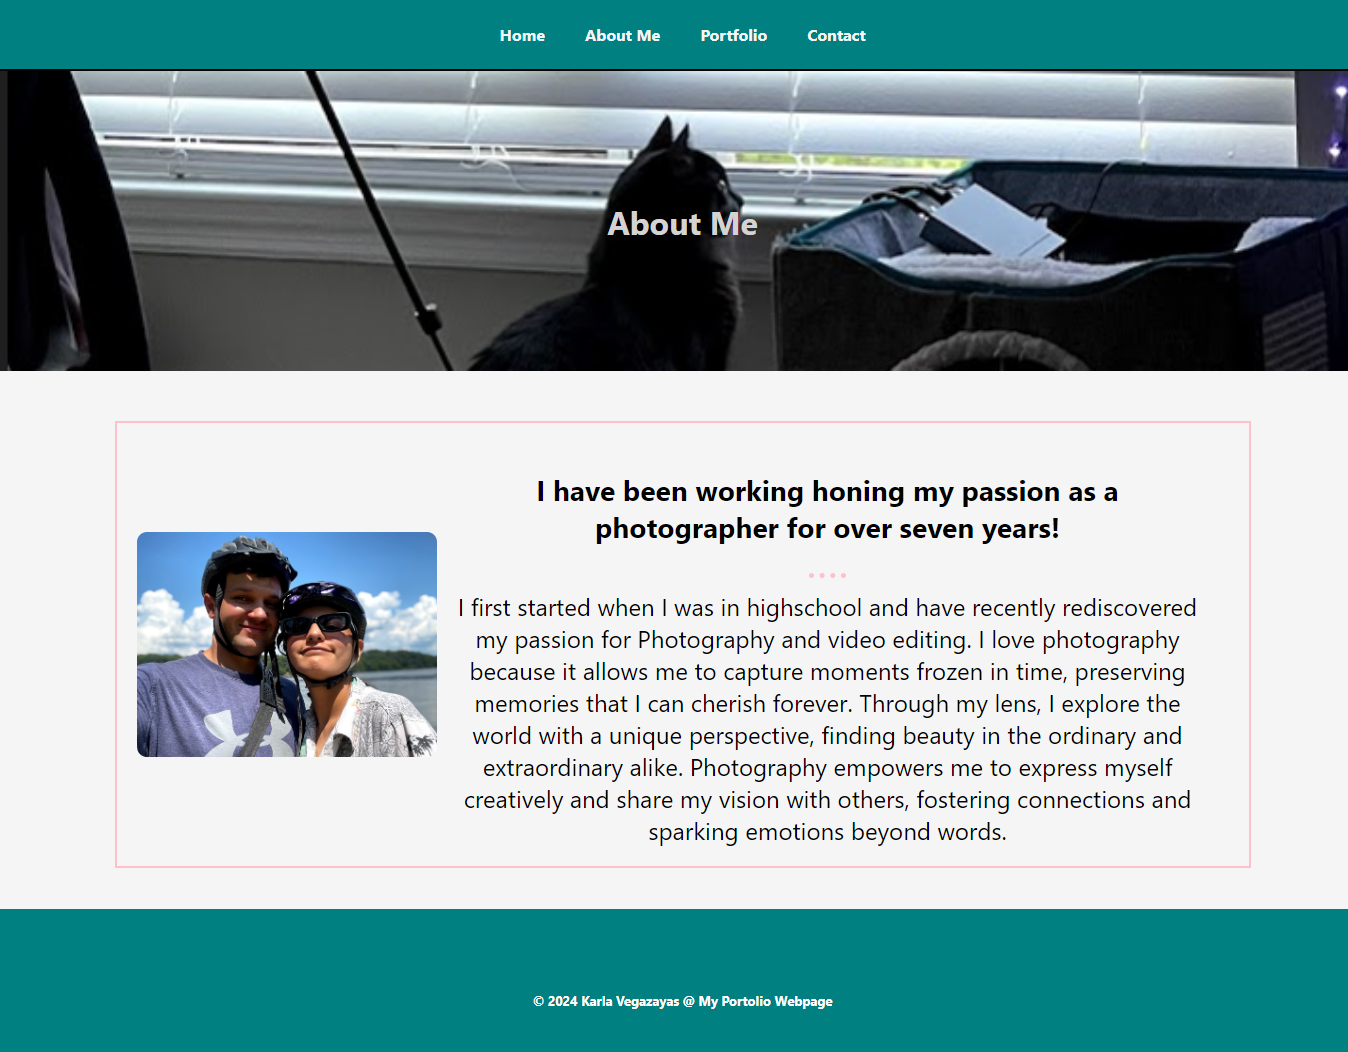 Home About Me Portfolio Contact
About Me
I have been working honing my passion as a
photographer for over seven years!
I first started when I was in highschool and have recently rediscovered
my passion for Photography and video editing. I love photography
because it allows me to capture moments frozen in time, preserving
memories that I can cherish forever. Through my lens, I explore the
world with a unique perspective, finding beauty in the ordinary and
extraordinary alike. Photography empowers me to express myself
creatively and share my vision with others, fostering connections and
sparking emotions beyond words.
© 2024 Karla Vegazayas @ My Portolio Webpage